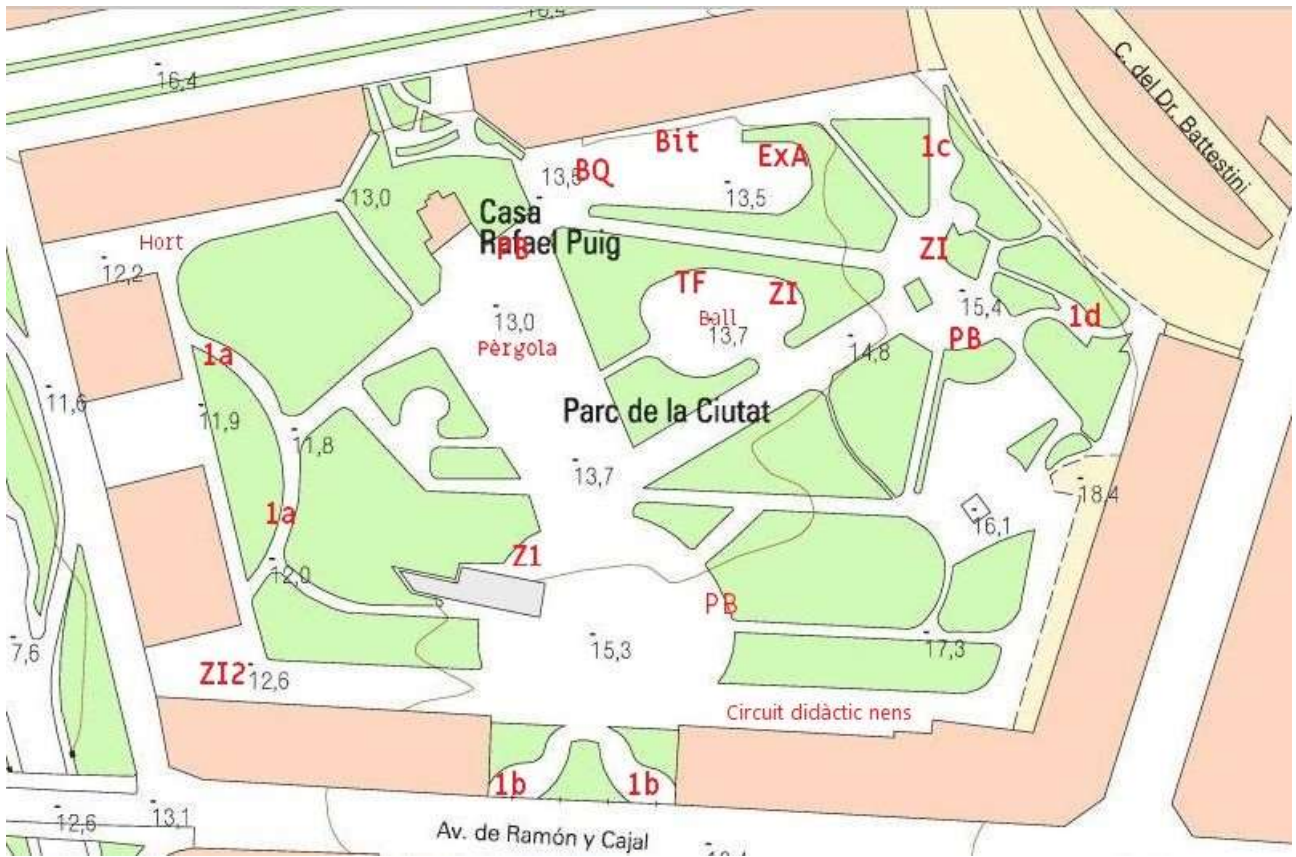 16,4
16,4
C. del Dr. Battestini
Bit
ExA
1c
BQ
13,5
13,5
13,0
Casa
Rafael Puig
PB
Hort
12,2
ZI
TF
ZI
15,4
13,0
Ball
13,7
1d
Pèrgola
PB
14,8
1a
11,6
11,9
11,8
Parc de la Ciutat
13,7
18,4
1a
16,1
Z1
12,0
PB
7,6
15,3
17,3
ZI2
12,6
Circuit didàctic nens
1b
1b
12,6
13,1
Av. de Ramón y Cajal